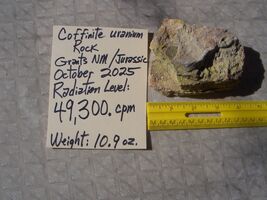 Coffinite uranium
Rock
Grants NM/Jurassic
October 2025
Radiation Level:
49,300. cpm
Weight: 10.9 oz.